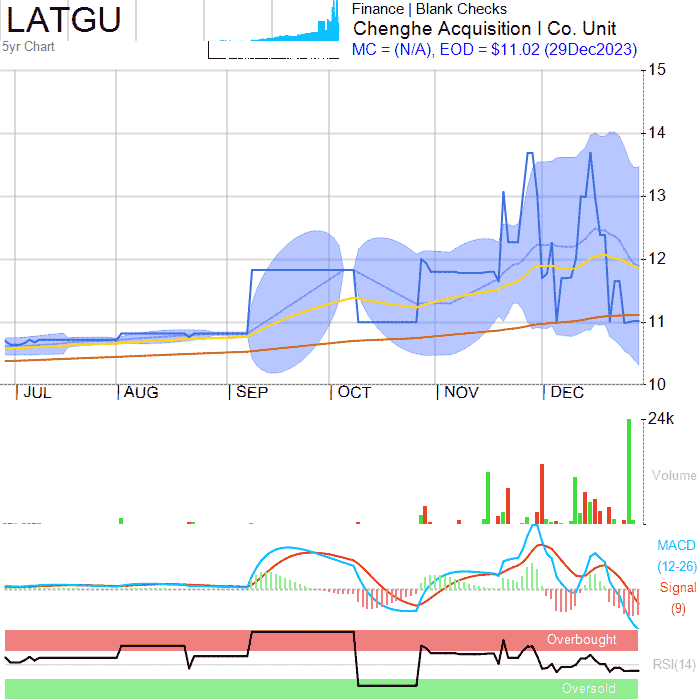 LATGU
5yr Chart
Finance | Blank Checks
Chenghe Acquisition I Co. Unit
MC = (N/A), EOD = $11.02 (29Dec2023)
15
14
13
12
11
10
JUL AUG SEP OCT NOV DEC
24k
Volume
MACD
(12-26)
Signal
(9)
Overbought
RSI(14)
Oversold